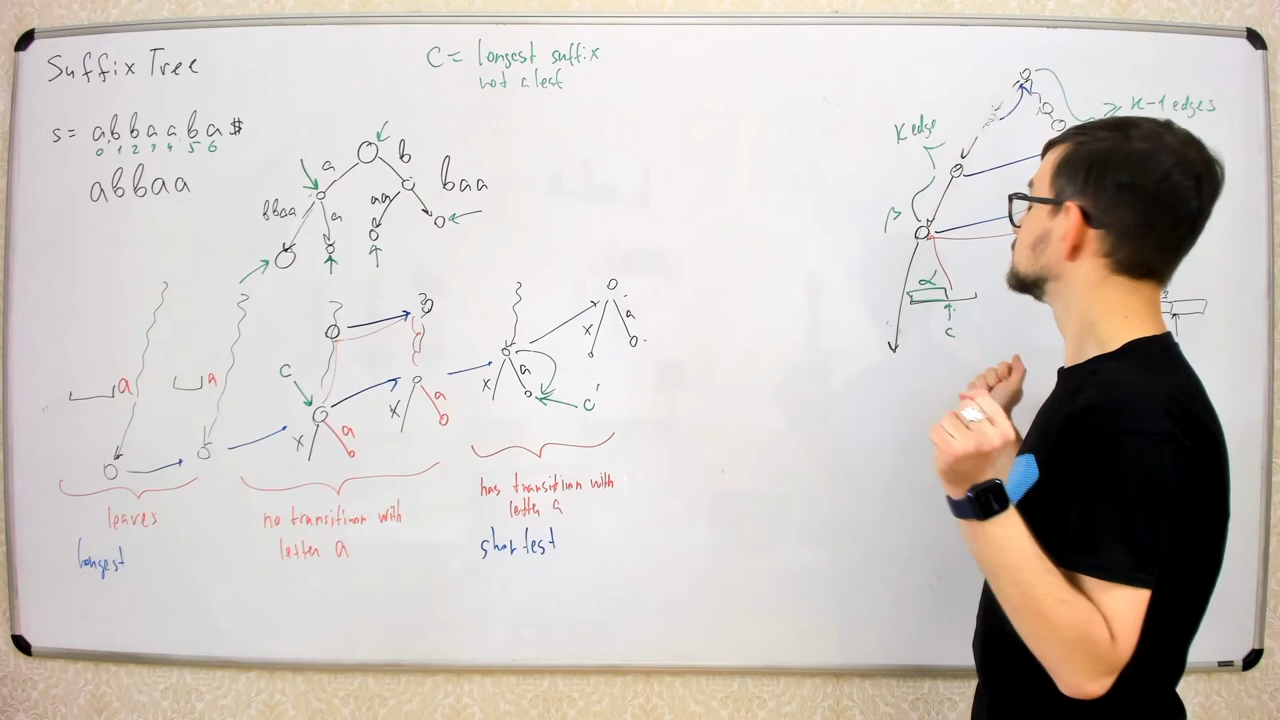 Suffix Tree
C = longest suffix
not a leaf
s = abbaaba$
0 1 2 3 4 5 6
abbaa
a
b
baa
bbaa
a
aa
K edge
≥ K-1 edges
β
α
c
a
a
c
x
a
x
a
x
a
c'
x
a
leaves
longest
no transition with
letter a
has transition with
letter a
shortest